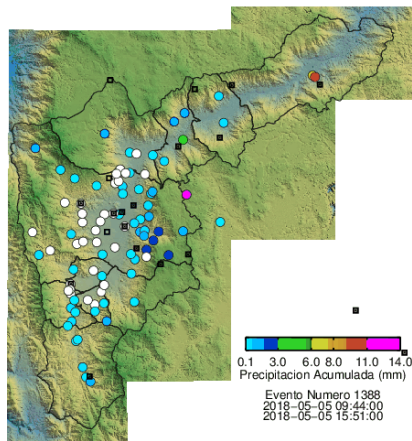 0.1 3.0 6.0 8.0 11.0 14.0
Precipitacion Acumulada (mm)
Evento Numero 1388
2018-05-05 09:44:00
2018-05-05 15:51:00